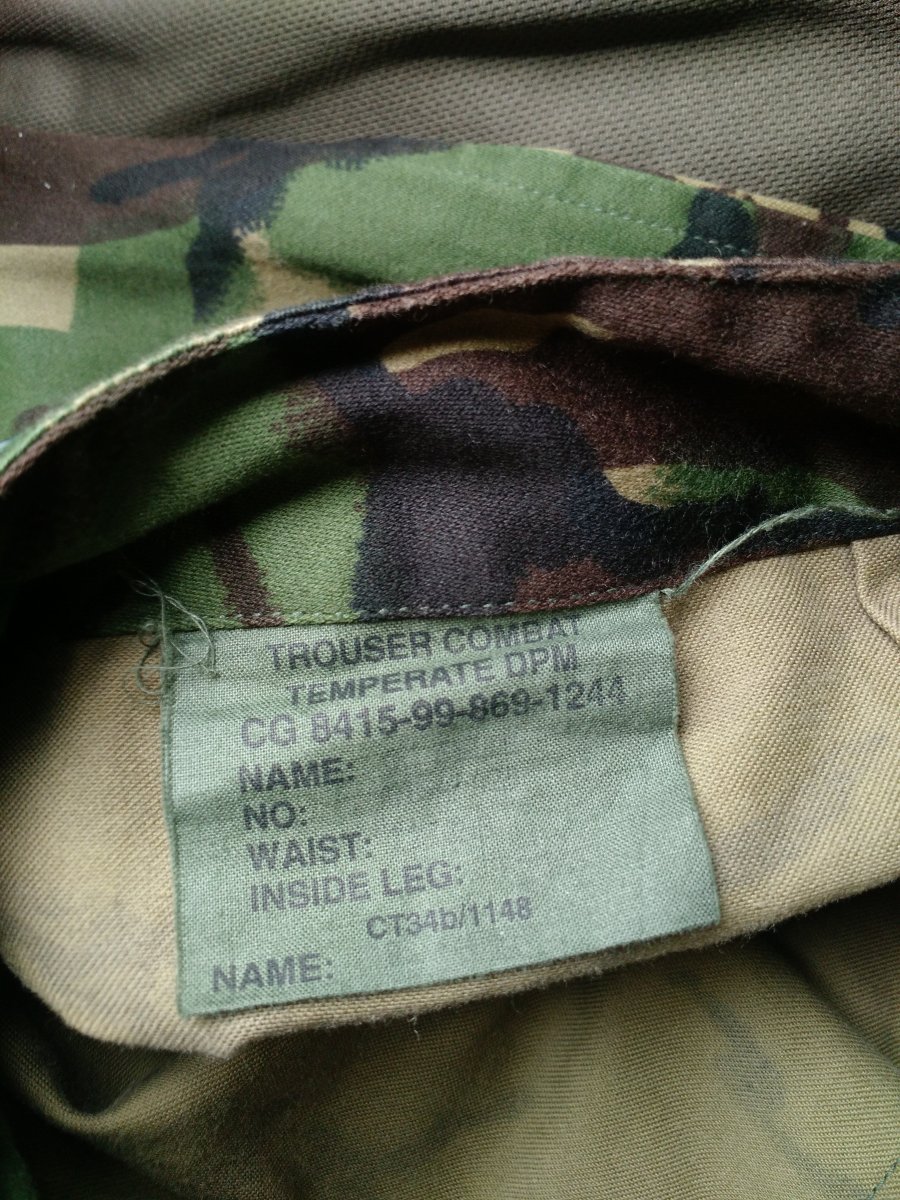 TROUSER COMBAT
TEMPERATE DPM
CG 8415-99-869-1244
NAME:
NO:
WAIST:
INSIDE LEG:
CT34b/1148
NAME: